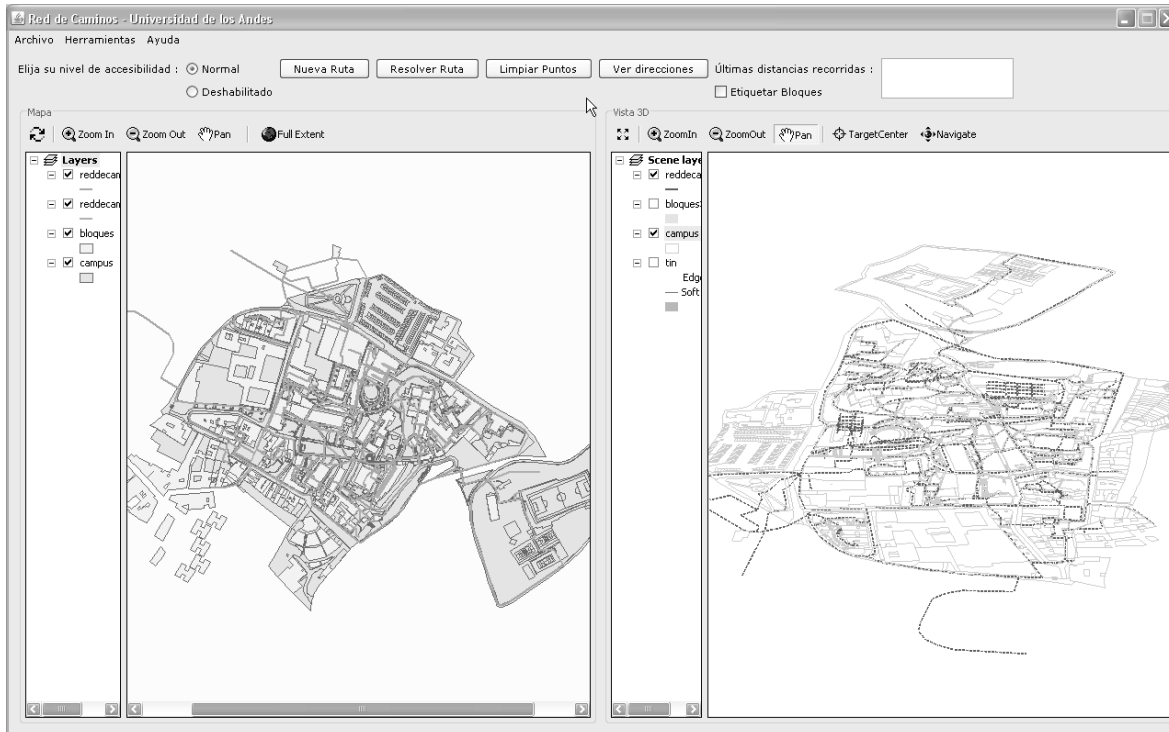 Red de Caminos - Universidad de los Andes
Archivo Herramientas Ayuda
Elija su nivel de accesibilidad : Normal Nueva Ruta Resolver Ruta Limpiar Puntos Ver direcciones Últimas distancias recorridas :
Deshabilitado Etiquetar Bloques
Mapa
Zoom In Zoom Out Pan Full Extent
Layers
reddecan
reddecan
bloques
campus
Vista 3D
ZoomIn ZoomOut Pan TargetCenter Navigate
Scene laye
reddeca
bloques
campus
tin
Edge
Soft